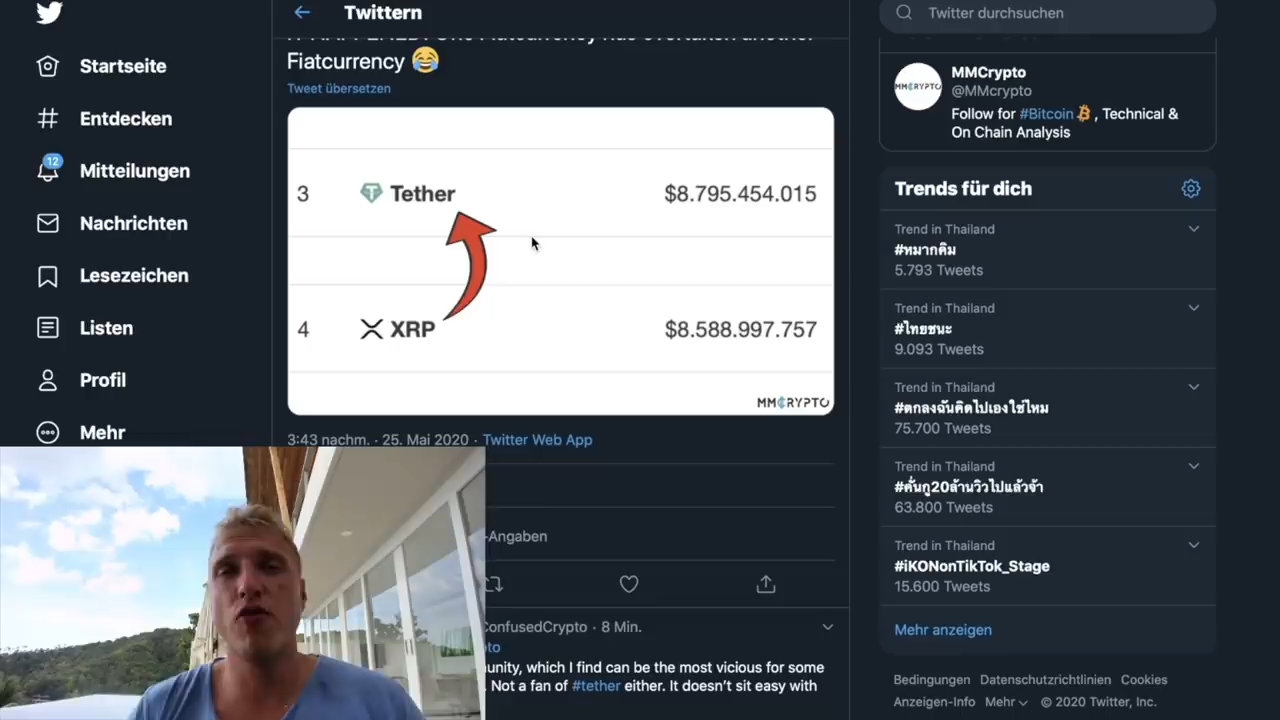 Startseite
Entdecken
12
Mitteilungen
Nachrichten
Lesezeichen
Listen
Profil
Mehr
Twittern
Fiatcurrency 😂
Tweet übersetzen
3 Tether $8.795.454.015
4 XRP $8.588.997.757
MMCRYPTO
3:43 nachm. · 25. Mai 2020 · Twitter Web App
-Angaben
ConfusedCrypto · 8 Min.
unity, which I find can be the most vicious for some
Not a fan of #tether either. It doesn't sit easy with
Twitter durchsuchen
MMCRYPTO
MMCrypto
@MMcrypto
Follow for #Bitcoin , Technical &
On Chain Analysis
Trends für dich
Trend in Thailand
#หมากคิม
5.793 Tweets
Trend in Thailand
#ไทยชนะ
9.093 Tweets
Trend in Thailand
#ตกลงฉันคิดไปเองใช่ไหม
75.700 Tweets
Trend in Thailand
#คั่นกู20ล้านวิวไปแล้วจ้า
63.800 Tweets
Trend in Thailand
#iKONonTikTok_Stage
15.600 Tweets
Mehr anzeigen
Bedingungen Datenschutzrichtlinien Cookies
Anzeigen-Info Mehr © 2020 Twitter, Inc.